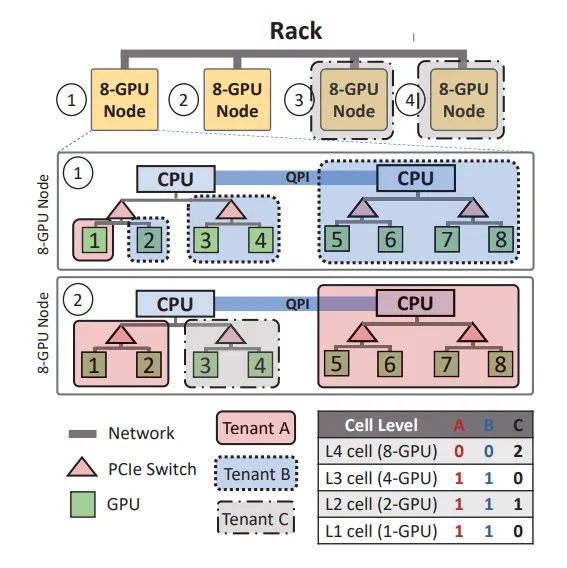 Rack
1 8-GPU Node
2 8-GPU Node
3 8-GPU Node
4 8-GPU Node
8-GPU Node
1
CPU QPI CPU
1 2 3 4 5 6 7 8
8-GPU Node
2
CPU QPI CPU
1 2 3 4 5 6 7 8
Network
PCIe Switch
GPU
Tenant A
Tenant B
Tenant C
Cell Level A B C
L4 cell (8-GPU) 0 0 2
L3 cell (4-GPU) 1 1 0
L2 cell (2-GPU) 1 1 1
L1 cell (1-GPU) 1 1 0